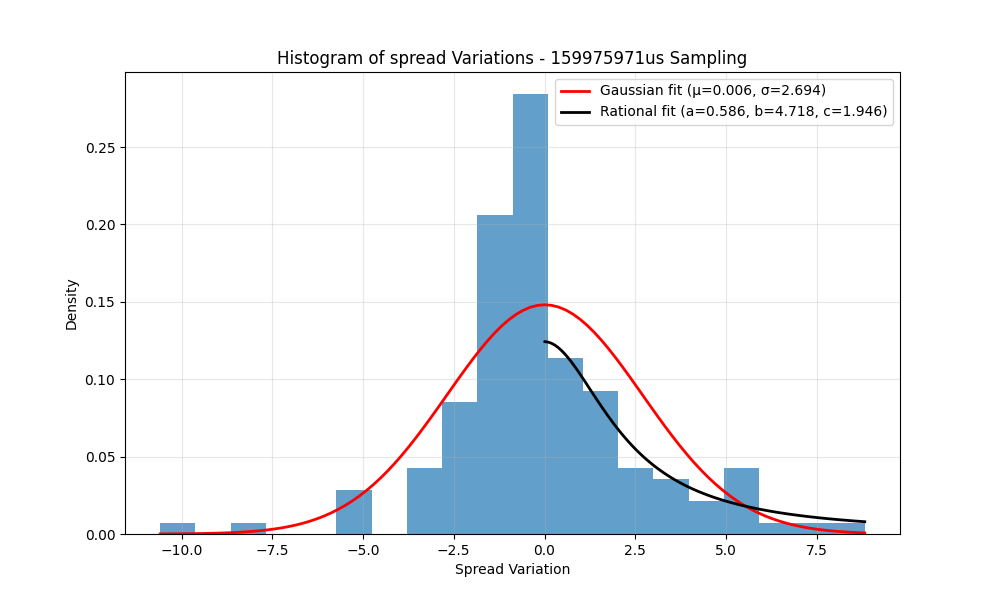 Histogram of spread Variations - 159975971us Sampling
Gaussian fit (μ=0.006, σ=2.694)
Rational fit (a=0.586, b=4.718, c=1.946)
Density
0.25
0.20
0.15
0.10
0.05
0.00
−10.0 −7.5 −5.0 −2.5 0.0 2.5 5.0 7.5
Spread Variation